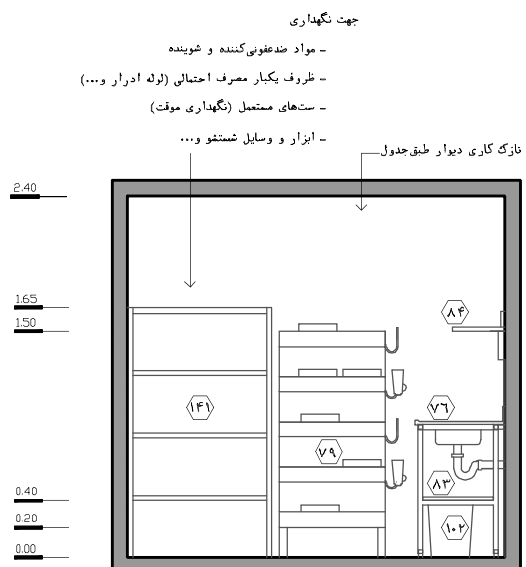 جهت نگهداری
- مواد ضدعفونی‌کننده و شوینده
- ظروف یکبار مصرف احتمالی (لوله ادرار و...)
- ست‌های مستعمل (نگهداری موقت)
- ابزار و وسایل شستشو و...
نازک کاری دیوار طبق جدول
2.40
1.65
1.50
0.40
0.20
0.00
۸۴
۷۶
۱۴۱
۷۹
۸۳
۱۰۲